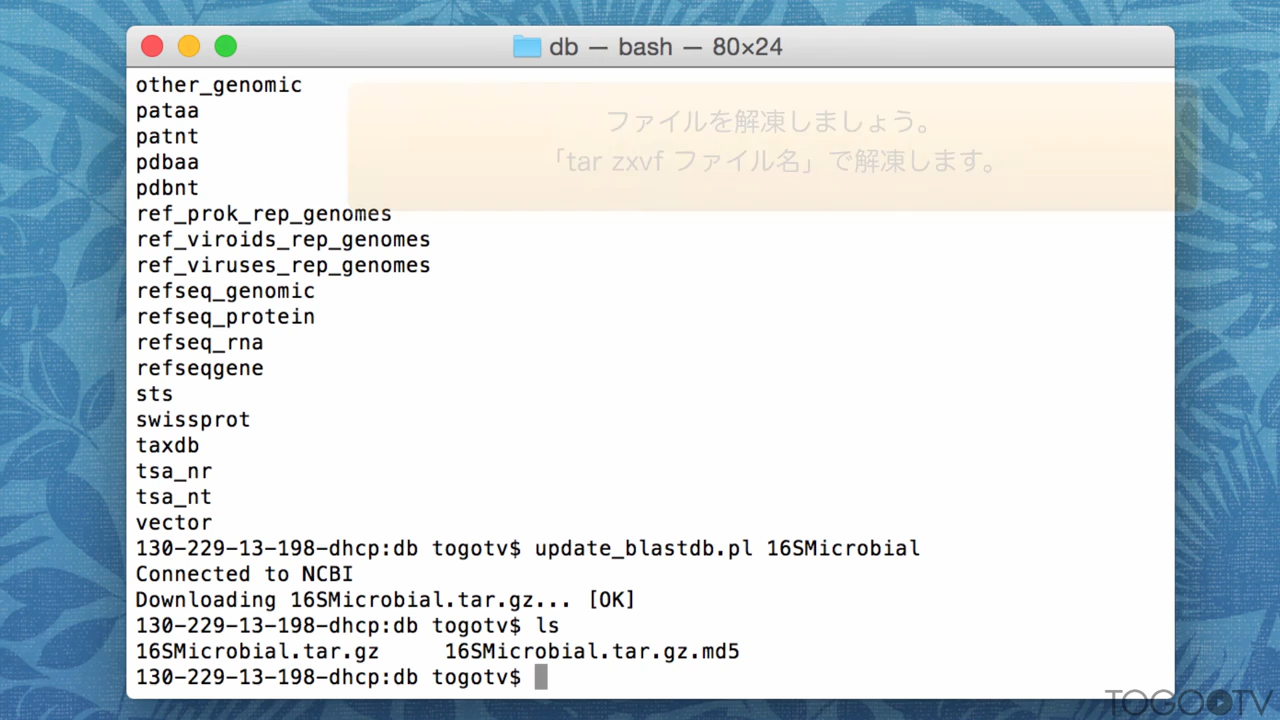 db — bash — 80×24
other_genomic
pataa
patnt
pdbaa
pdbnt
ref_prok_rep_genomes
ref_viroids_rep_genomes
ref_viruses_rep_genomes
refseq_genomic
refseq_protein
refseq_rna
refseqgene
sts
swissprot
taxdb
tsa_nr
tsa_nt
vector
130-229-13-198-dhcp:db togotv$ update_blastdb.pl 16SMicrobial
Connected to NCBI
Downloading 16SMicrobial.tar.gz... [OK]
130-229-13-198-dhcp:db togotv$ ls
16SMicrobial.tar.gz 16SMicrobial.tar.gz.md5
130-229-13-198-dhcp:db togotv$
ファイルを解凍しましょう。
「tar zxvf ファイル名」で解凍します。
TOGOTV